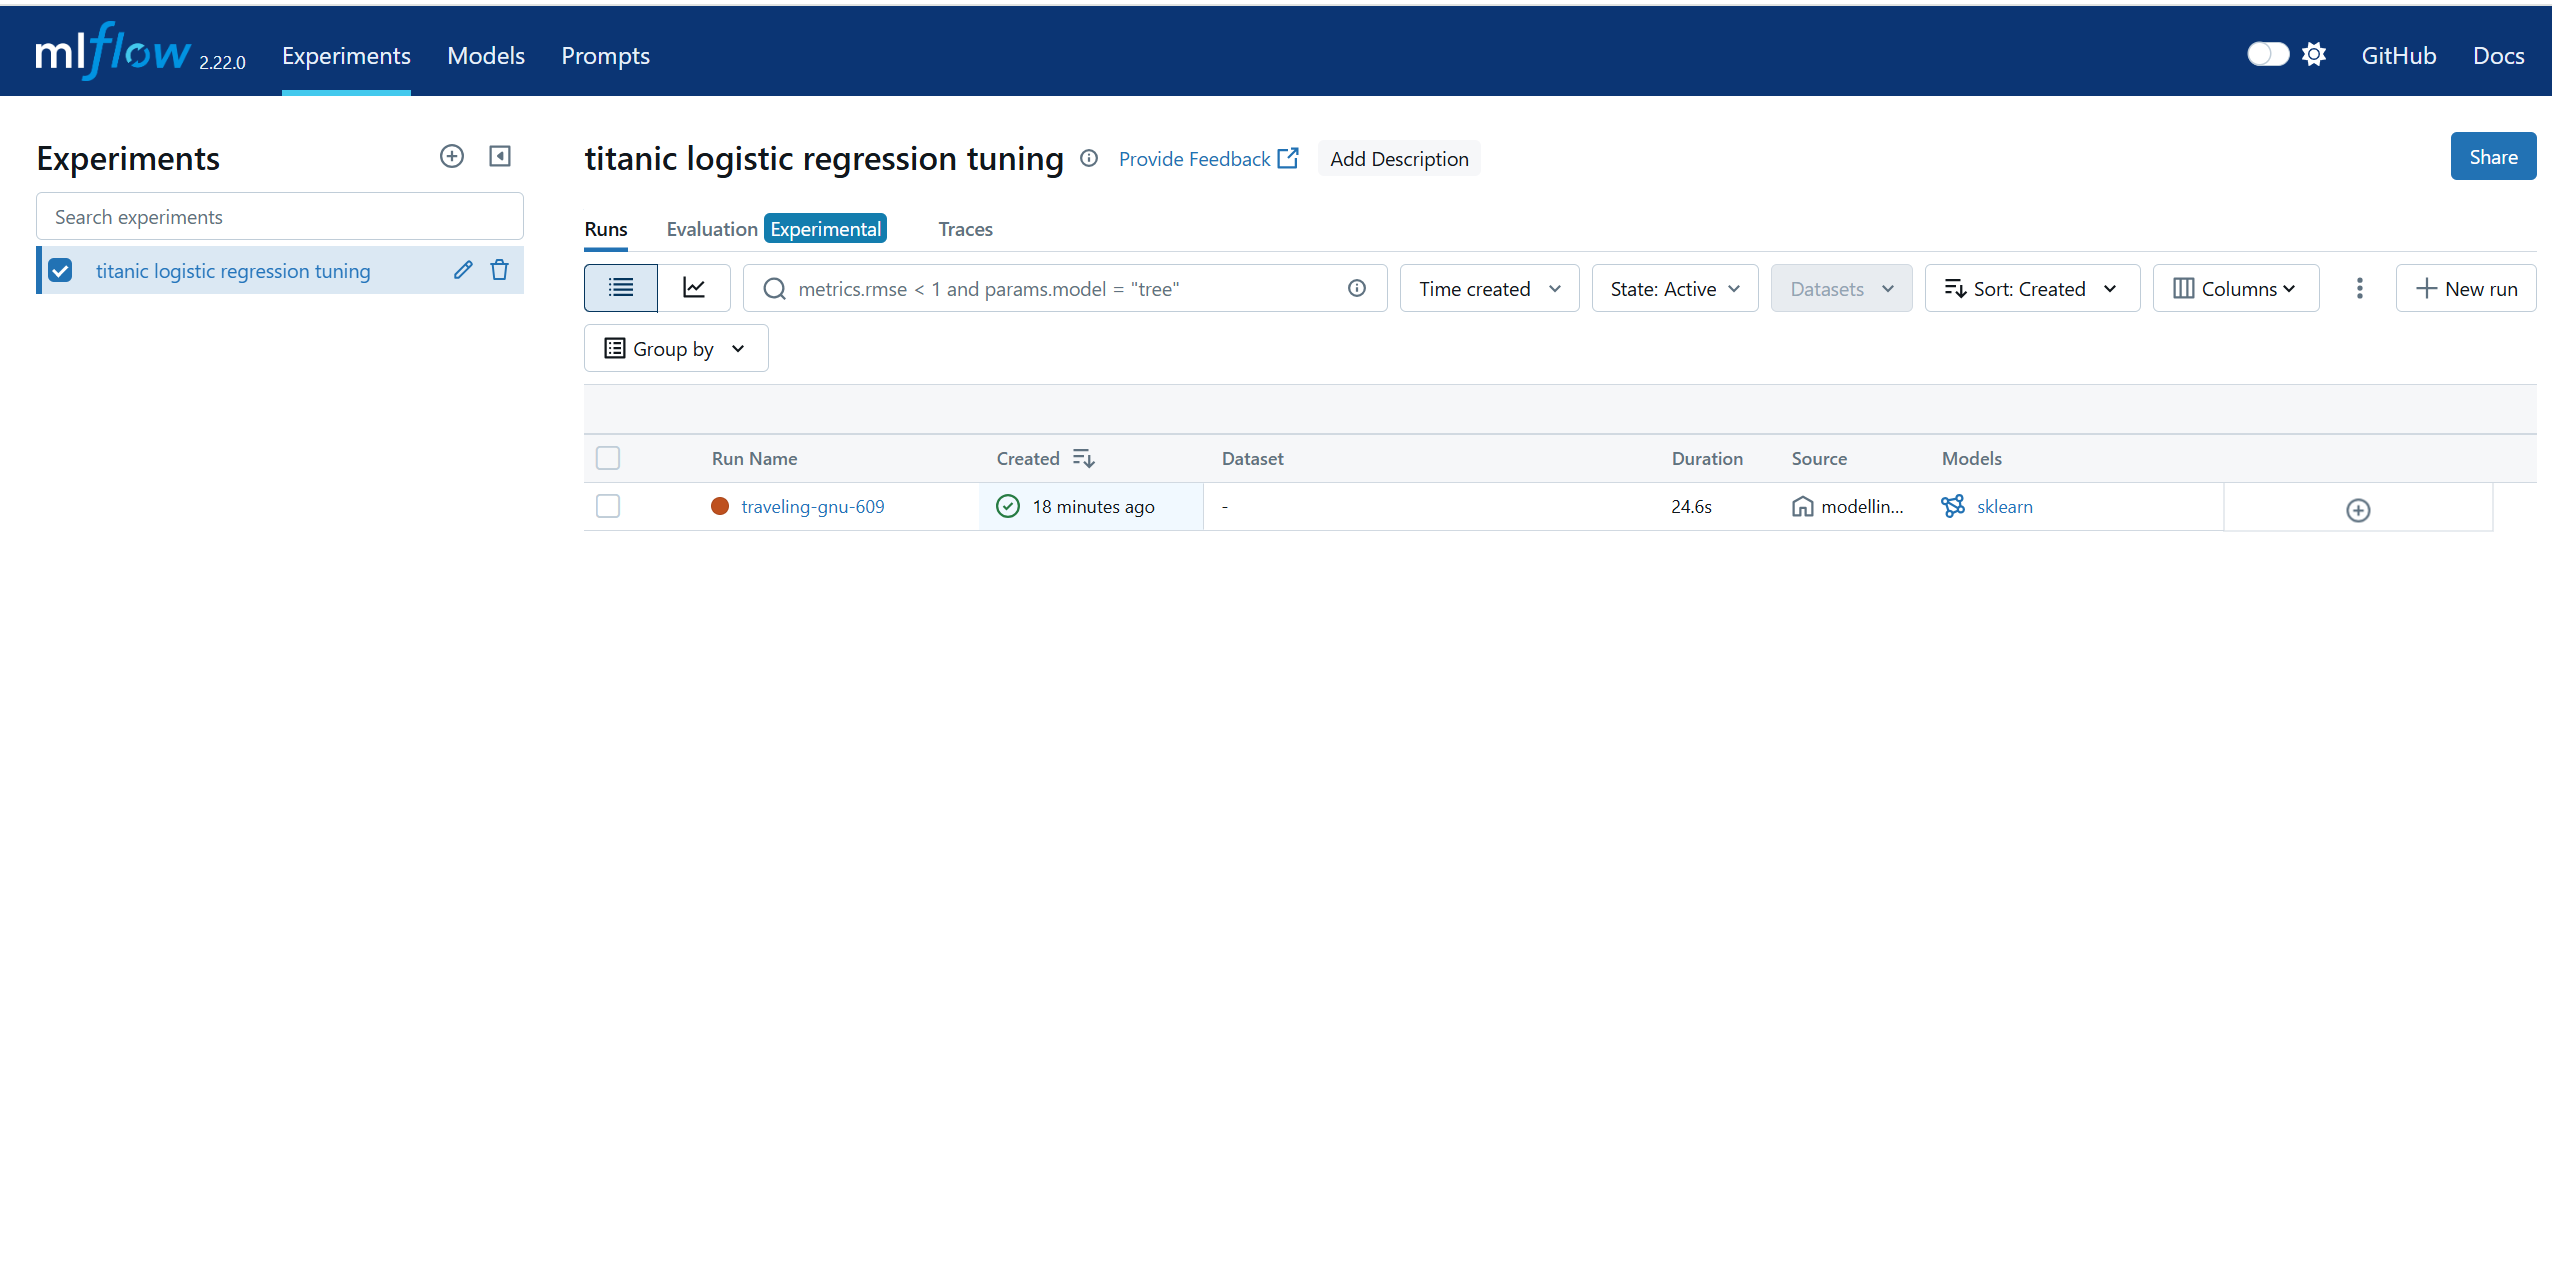 mlflow 2.22.0 Experiments Models Prompts GitHub Docs
Experiments
Search experiments
titanic logistic regression tuning
titanic logistic regression tuning Provide Feedback Add Description Share
Runs Evaluation Experimental Traces
metrics.rmse < 1 and params.model = "tree" Time created State: Active Datasets Sort: Created Columns New run
Group by
Run Name Created Dataset Duration Source Models
traveling-gnu-609 18 minutes ago - 24.6s modellin... sklearn